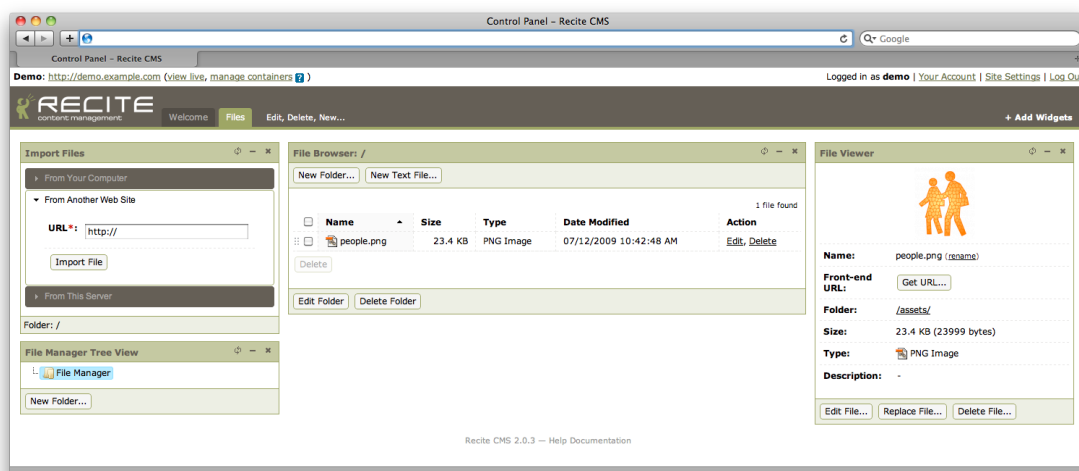 Control Panel – Recite CMS
Google
Control Panel – Recite CMS
Demo: http://demo.example.com (view live, manage containers ? )
Logged in as demo | Your Account | Site Settings | Log Ou
RECITE
content management
Welcome
Files
Edit, Delete, New...
+ Add Widgets
Import Files
From Your Computer
From Another Web Site
URL*: http://
Import File
From This Server
Folder: /
File Manager Tree View
File Manager
New Folder...
File Browser: /
New Folder... New Text File...
1 file found
Name Size Type Date Modified Action
people.png 23.4 KB PNG Image 07/12/2009 10:42:48 AM Edit, Delete
Delete
Edit Folder Delete Folder
File Viewer
Name: people.png (rename)
Front-end
URL: Get URL...
Folder: /assets/
Size: 23.4 KB (23999 bytes)
Type: PNG Image
Description: -
Edit File... Replace File... Delete File...
Recite CMS 2.0.3 — Help Documentation